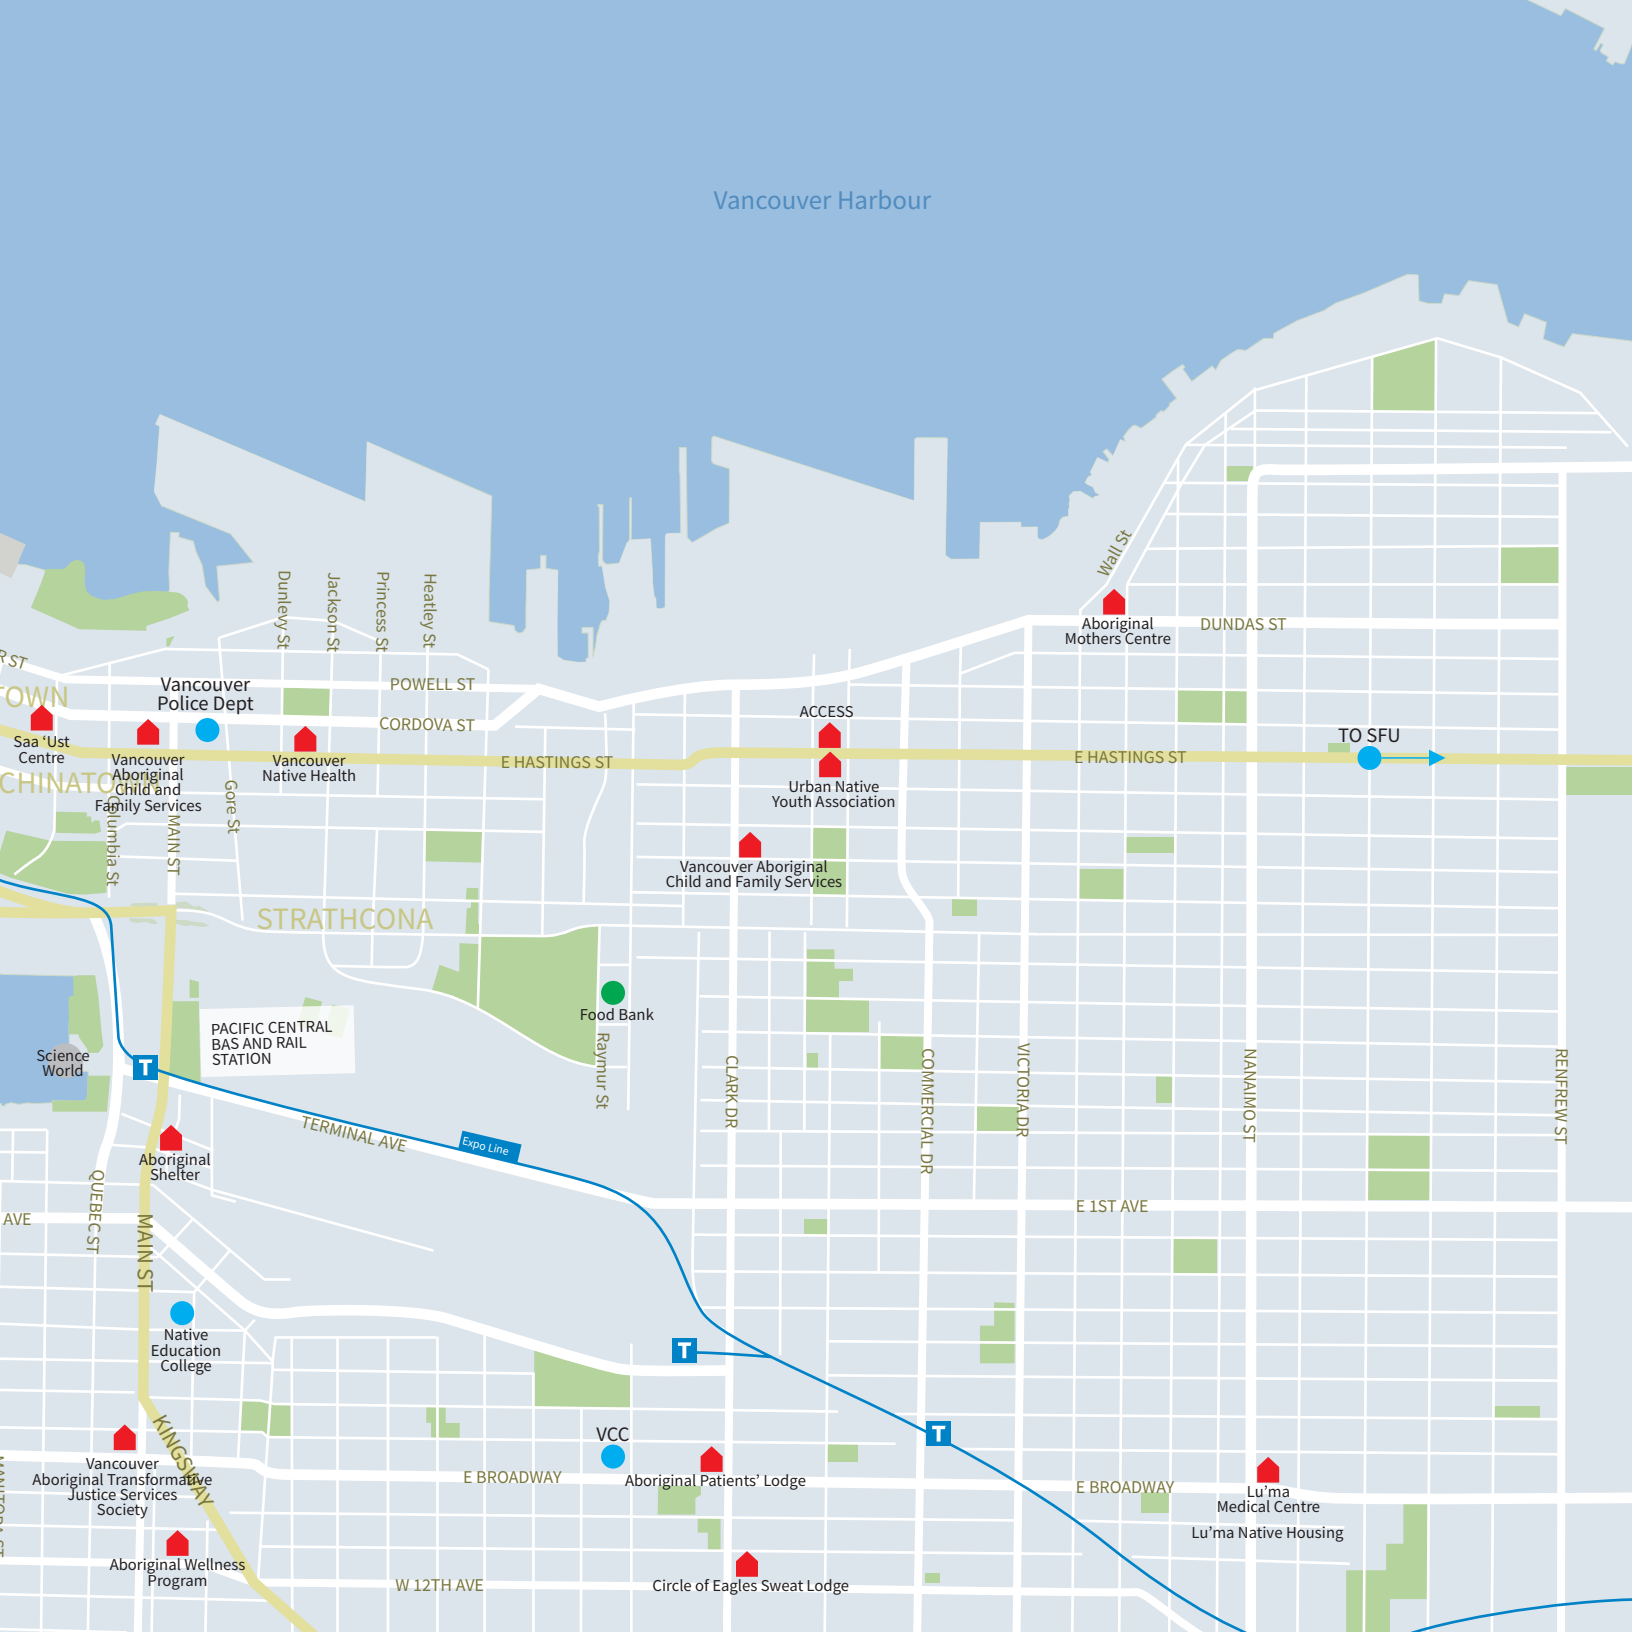 Vancouver Harbour
Wall St
Dunlevy St
Jackson St
Princess St
Heatley St
Aboriginal
Mothers Centre
DUNDAS ST
R ST
TOWN
Vancouver
Police Dept
POWELL ST
CORDOVA ST
ACCESS
TO SFU
Saa ‘Ust
Centre
Vancouver
Aboriginal
Child and
Family Services
Vancouver
Native Health
E HASTINGS ST
E HASTINGS ST
CHINATOWN
Urban Native
Youth Association
Columbia St
MAIN ST
Gore St
Vancouver Aboriginal
Child and Family Services
STRATHCONA
Food Bank
PACIFIC CENTRAL
BAS AND RAIL
STATION
Science
World
T
Raymur St
CLARK DR
COMMERCIAL DR
VICTORIA DR
NANAIMO ST
RENFREW ST
TERMINAL AVE
Expo Line
Aboriginal
Shelter
QUEBEC ST
AVE
MAIN ST
E 1ST AVE
Native
Education
College
T
T
KINGSWAY
VCC
Vancouver
Aboriginal Transformative
Justice Services
Society
E BROADWAY
Aboriginal Patients’ Lodge
E BROADWAY
Lu’ma
Medical Centre
Lu’ma Native Housing
MANITOBA ST
Aboriginal Wellness
Program
W 12TH AVE
Circle of Eagles Sweat Lodge